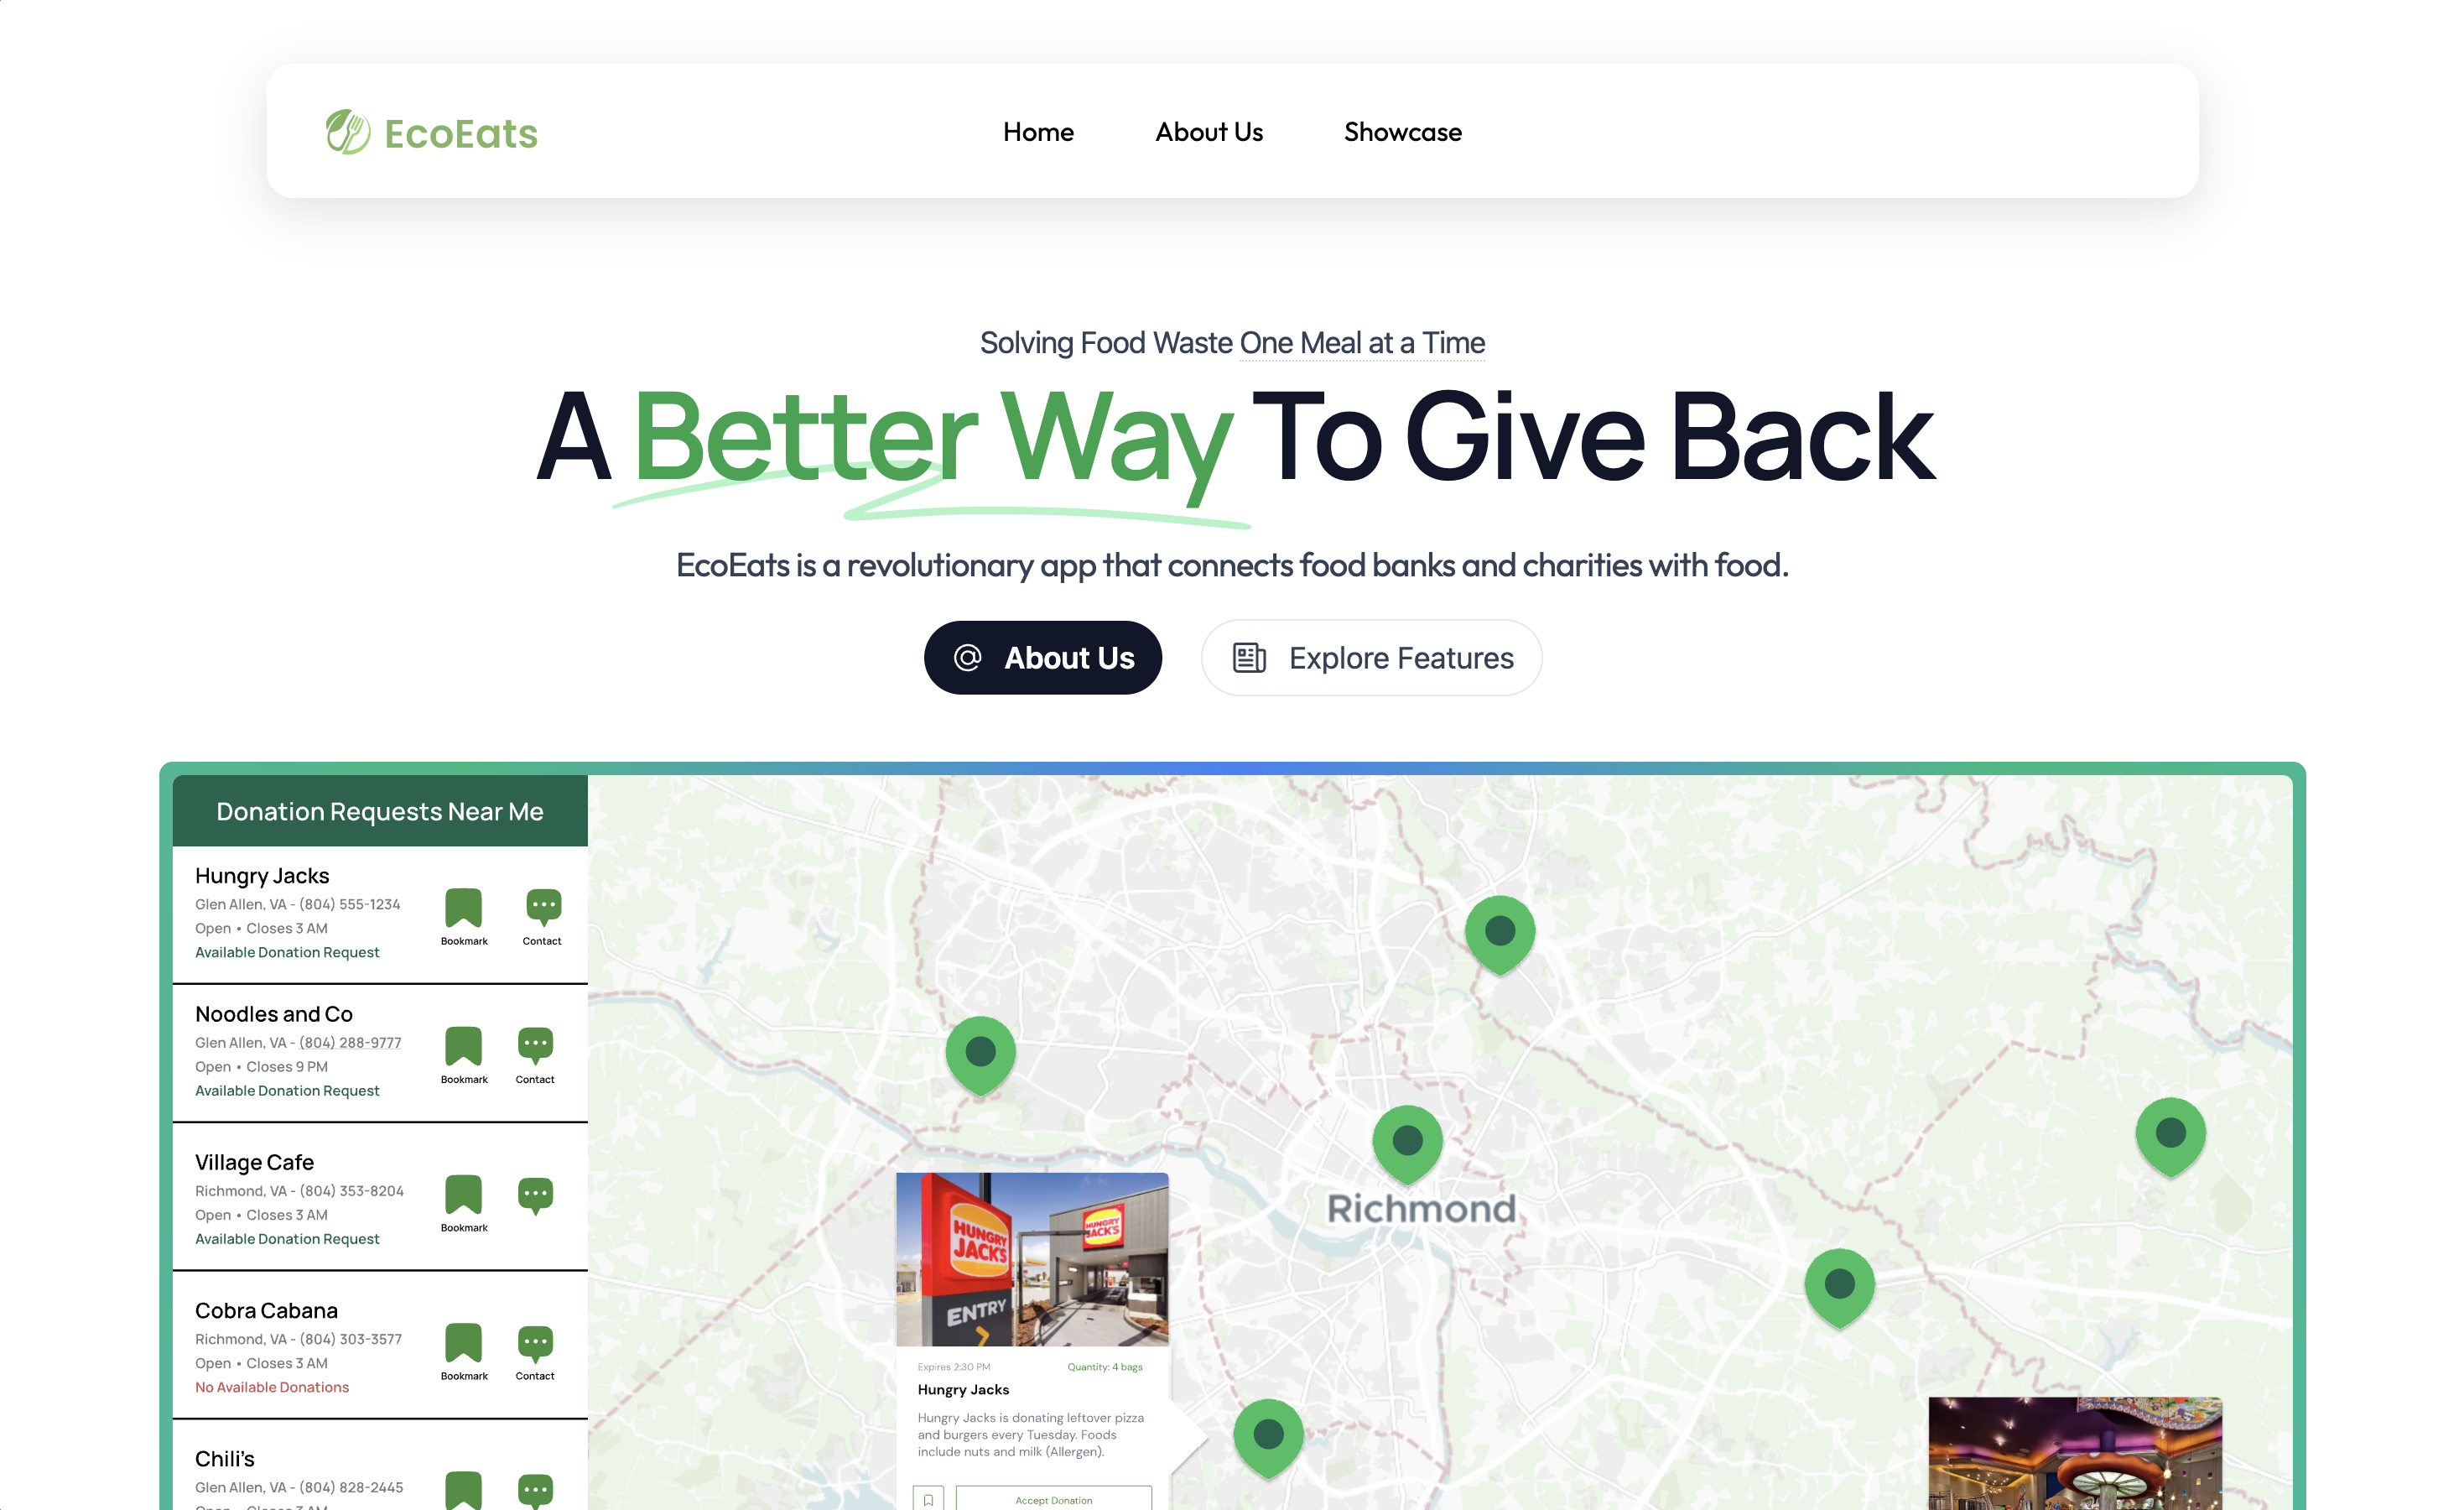 EcoEats
Home
About Us
Showcase
Solving Food Waste One Meal at a Time
A Better Way To Give Back
EcoEats is a revolutionary app that connects food banks and charities with food.
About Us
Explore Features
Donation Requests Near Me
Hungry Jacks
Glen Allen, VA - (804) 555-1234
Open • Closes 3 AM
Available Donation Request
Bookmark
Contact
Noodles and Co
Glen Allen, VA - (804) 288-9777
Open • Closes 9 PM
Available Donation Request
Bookmark
Contact
Village Cafe
Richmond, VA - (804) 353-8204
Open • Closes 3 AM
Available Donation Request
Bookmark
Cobra Cabana
Richmond, VA - (804) 303-3577
Open • Closes 3 AM
No Available Donations
Bookmark
Contact
Chili's
Glen Allen, VA - (804) 828-2445
Richmond
HUNGRY
JACK'S
HUNGRY
JACK'S
ENTRY
Expires 2:30 PM
Quantity: 4 bags
Hungry Jacks
Hungry Jacks is donating leftover pizza
and burgers every Tuesday. Foods
include nuts and milk (Allergen).
Accept Donation